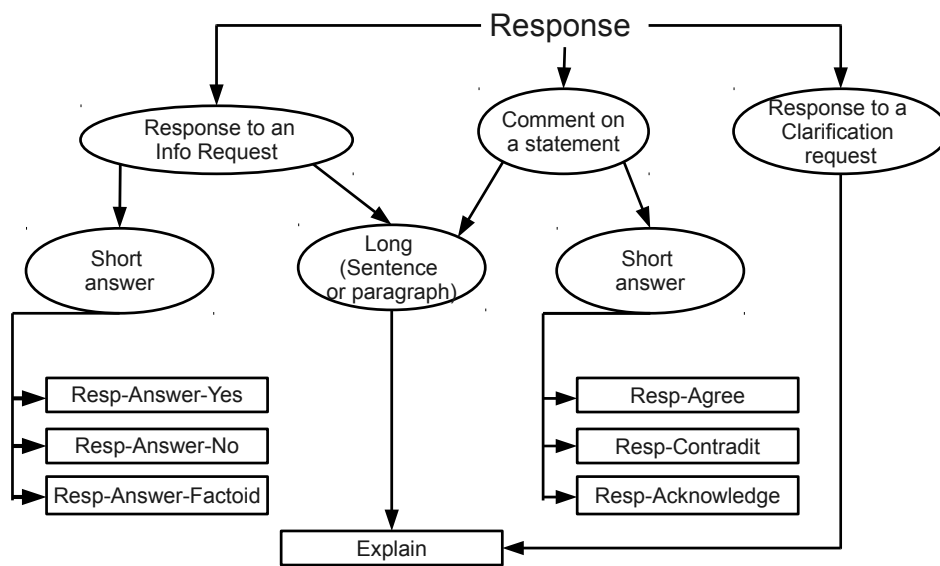 Response
Response to an
Info Request
Comment on
a statement
Response to a
Clarification
request
Short
answer
Long
(Sentence
or paragraph)
Short
answer
Resp-Answer-Yes
Resp-Answer-No
Resp-Answer-Factoid
Resp-Agree
Resp-Contradit
Resp-Acknowledge
Explain